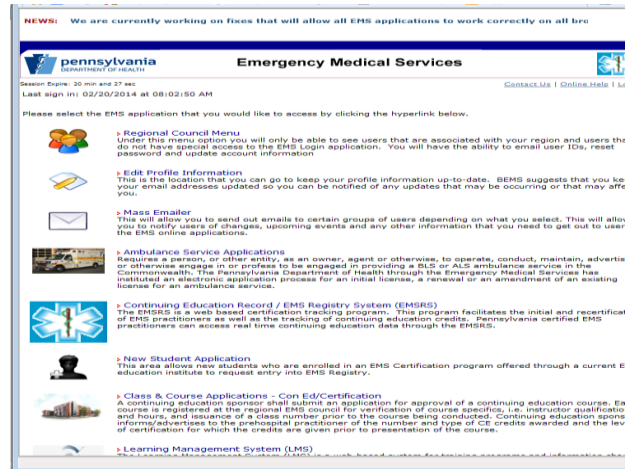 NEWS: We are currently working on fixes that will allow all EMS applications to work correctly on all bro
pennsylvania
DEPARTMENT OF HEALTH
Emergency Medical Services
Session Expire: 20 min and 27 sec
Contact Us | Online Help | Lo
Last sign in: 02/20/2014 at 08:02:50 AM
Please select the EMS application that you would like to access by clicking the hyperlink below.
Regional Council Menu
Under this menu option you will only be able to see users that are associated with your region and users tha
do not have special access to the EMS Login application. You will have the ability to email user IDs, reset
password and update account information
Edit Profile Information
This is the location that you can go to keep your profile information up-to-date. BEMS suggests that you ke
your email addresses updated so you can be notified of any updates that may be occurring or that may affe
you.
Mass Emailer
This will allow you to send out emails to certain groups of users depending on what you select. This will allow
you to notify users of changes, upcoming events and any other information that you need to get out to user
the EMS online applications.
Ambulance Service Applications
Requires a person, or other entity, as an owner, agent or otherwise, to operate, conduct, maintain, advertis
or otherwise engage in or profess to be engaged in providing a BLS or ALS ambulance service in the
Commonwealth. The Pennsylvania Department of Health through the Emergency Medical Services has
instituted an electronic application process for an initial license, a renewal or an amendment of an existing
license for an ambulance service.
Continuing Education Record / EMS Registry System (EMSRS)
The EMSRS is a web based certification tracking program. This program facilitates the initial and recertificat
of EMS practitioners as well as the tracking of continuing education credits. Pennsylvania certified EMS
practitioners can access real time continuing education data through the EMSRS.
New Student Application
This area allows new students who are enrolled in an EMS Certification program offered through a current E
education institute to request entry into EMS Registry.
Class & Course Applications - Con Ed/Certification
A continuing education sponsor shall submit an application for approval of a continuing education course. Ea
course is registered at the regional EMS council for verification of course specifics, i.e. instructor qualificatio
and hours, and issuance of a class number prior to the course being conducted. Continuing education spons
informs/advertises to the prehospital practitioner of the number and type of CE credits awarded and the lev
of certification for which the credits are given prior to presentation of the course.
Learning Management System (LMS)